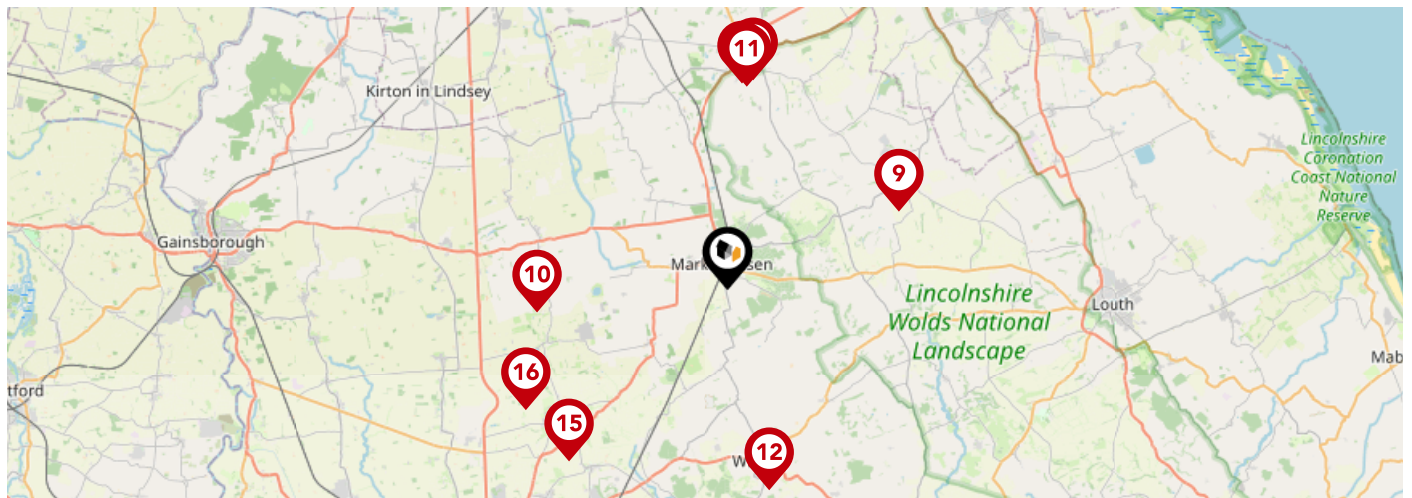 11
Kirton in Lindsey
Lincolnshire
Coronation
Coast National
Nature
Reserve
9
Gainsborough
10
Lincolnshire
Wolds National
Landscape
Louth
16
15
12